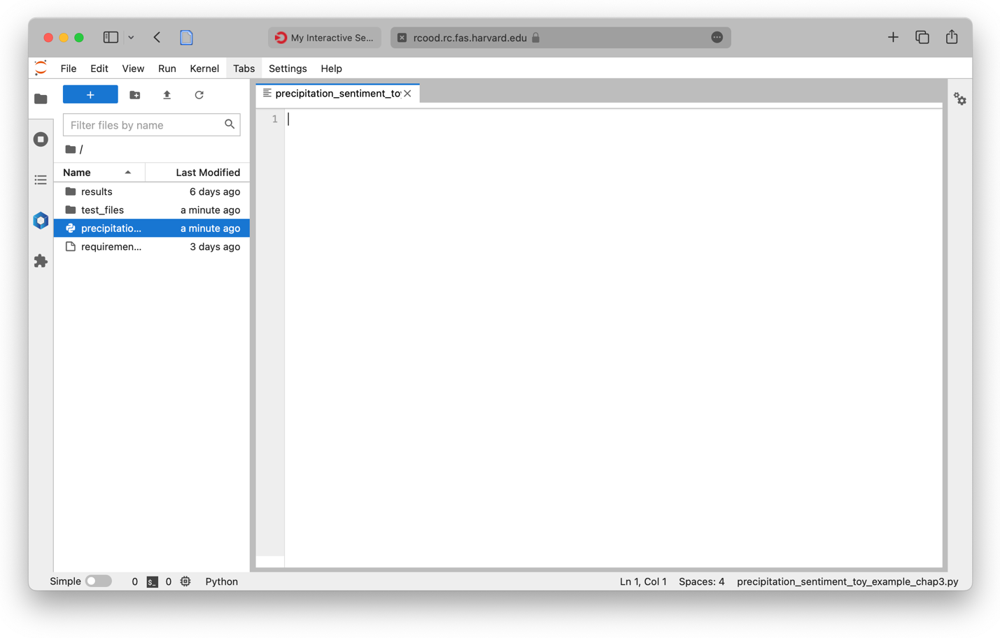 My Interactive Se...
rcood.rc.fas.harvard.edu
File Edit View Run Kernel Tabs Settings Help
+
precipitation_sentiment_to
1
Filter files by name
/
Name Last Modified
results 6 days ago
test_files a minute ago
precipitatio... a minute ago
requiremen... 3 days ago
Simple 0 $_ 0 Python Ln 1, Col 1 Spaces: 4 precipitation_sentiment_toy_example_chap3.py